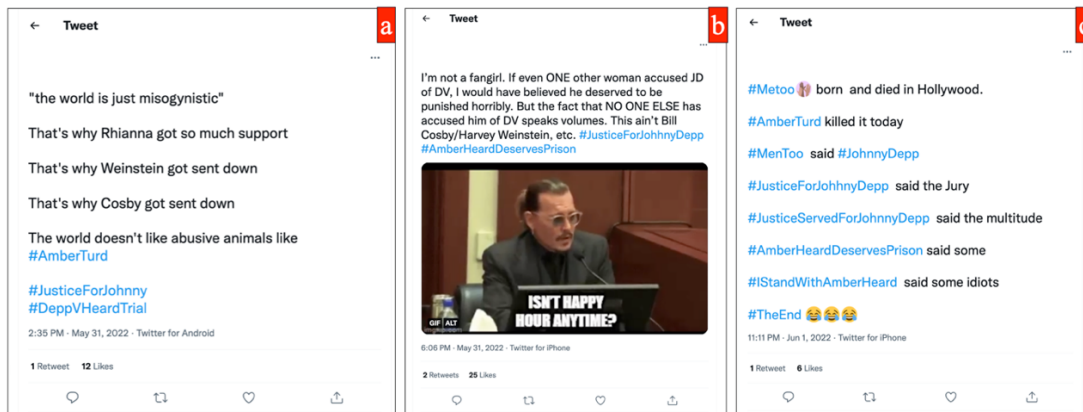 ← Tweet
a
...
"the world is just misogynistic"
That's why Rhianna got so much support
That's why Weinstein got sent down
That's why Cosby got sent down
The world doesn't like abusive animals like
#AmberTurd
#JusticeForJohnny
#DeppVHeardTrial
2:35 PM · May 31, 2022 · Twitter for Android
1 Retweet 12 Likes
← Tweet
b
...
I'm not a fangirl. If even ONE other woman accused JD
of DV, I would have believed he deserved to be
punished horribly. But the fact that NO ONE ELSE has
accused him of DV speaks volumes. This ain't Bill
Cosby/Harvey Weinstein, etc. #JusticeForJohhnyDepp
#AmberHeardDeservesPrison
ISN'T HAPPY
HOUR ANYTIME?
GIF ALT
6:06 PM · May 31, 2022 · Twitter for iPhone
2 Retweets 25 Likes
← Tweet
...
#Metoo born and died in Hollywood.
#AmberTurd killed it today
#MenToo said #JohnnyDepp
#JusticeForJohhnyDepp said the Jury
#JusticeServedForJohnnyDepp said the multitude
#AmberHeardDeservesPrison said some
#IStandWithAmberHeard said some idiots
#TheEnd 😂😂😂
11:11 PM · Jun 1, 2022 · Twitter for iPhone
1 Retweet 6 Likes